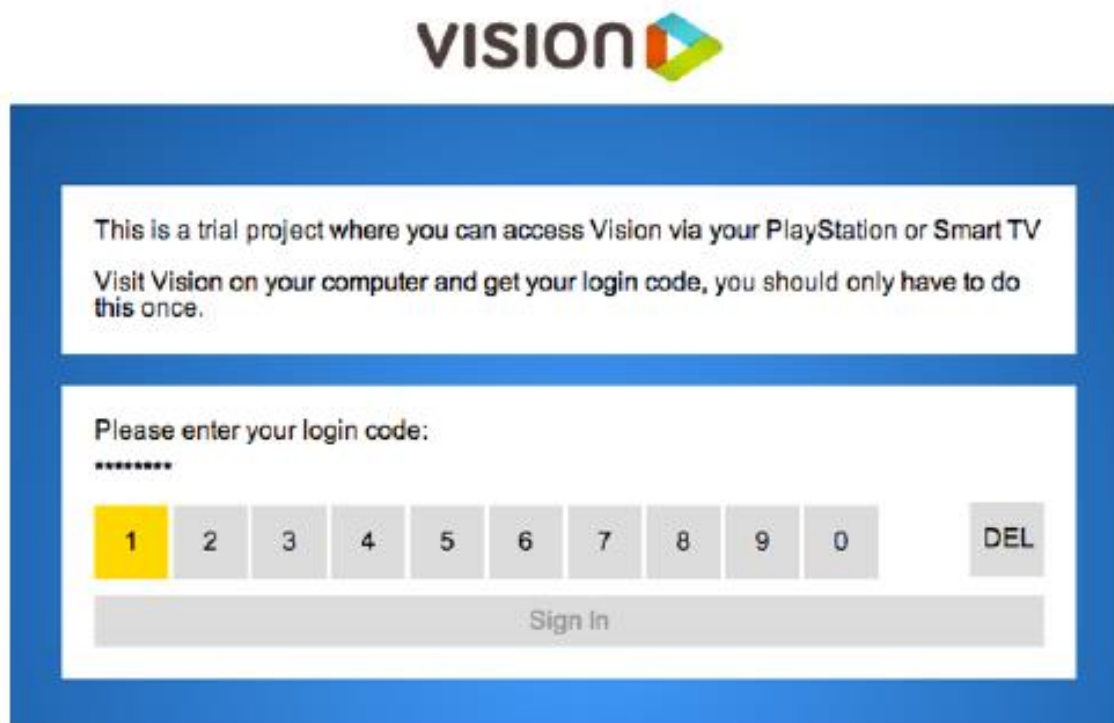 VISION
This is a trial project where you can access Vision via your PlayStation or Smart TV
Visit Vision on your computer and get your login code, you should only have to do
this once.
Please enter your login code:
********
1 2 3 4 5 6 7 8 9 0 DEL
Sign In